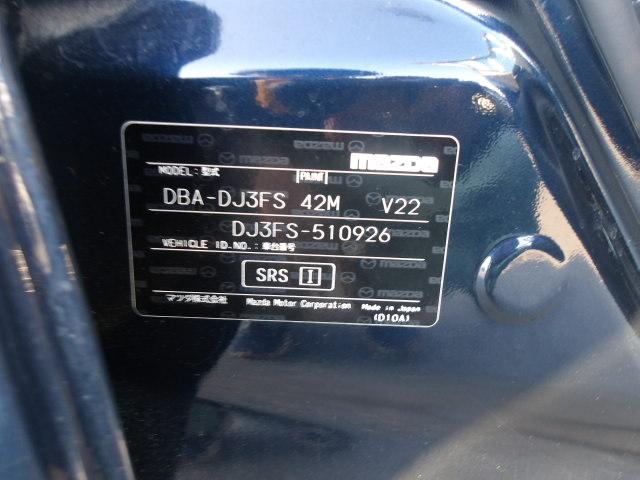 mazda
MODEL:型式 PAINT
DBA-DJ3FS 42M V22
DJ3FS-510926
VEHICLE ID.NO.:車台番号
SRS I
マツダ株式会社 Mazda Motor Corporation Made in Japan
(D10A)